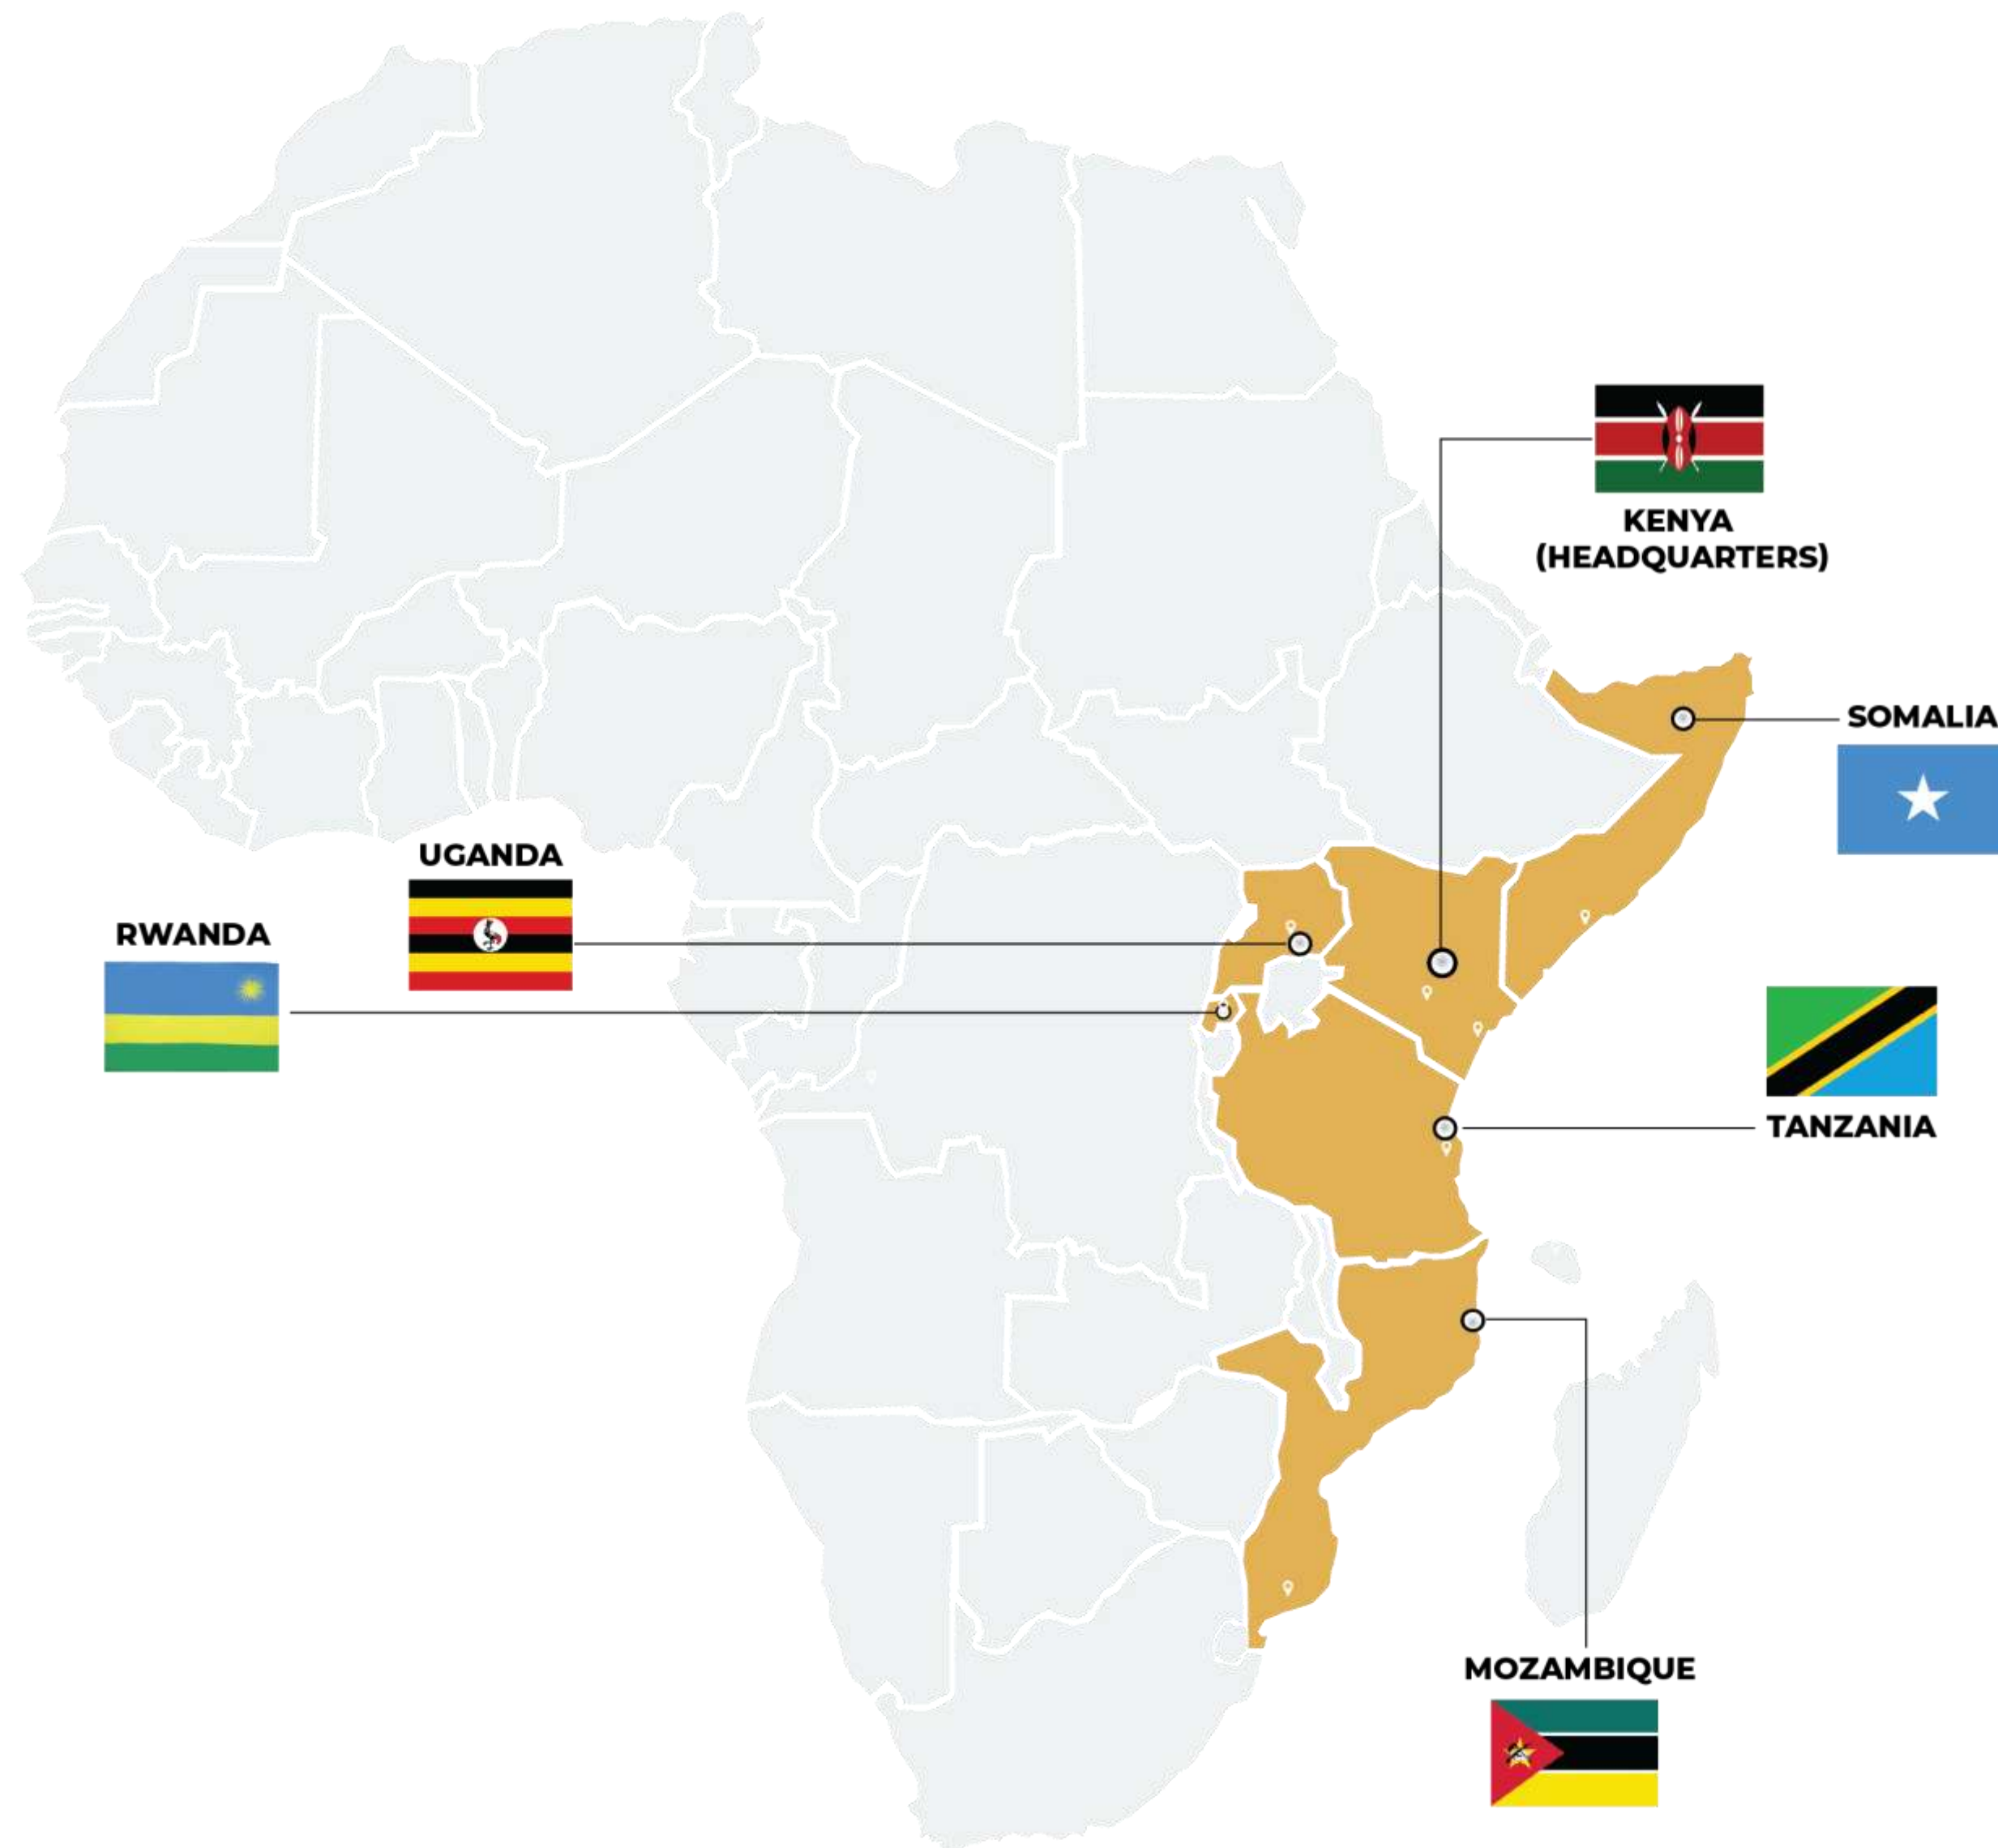 KENYA
(HEADQUARTERS)
SOMALIA
UGANDA
RWANDA
TANZANIA
MOZAMBIQUE